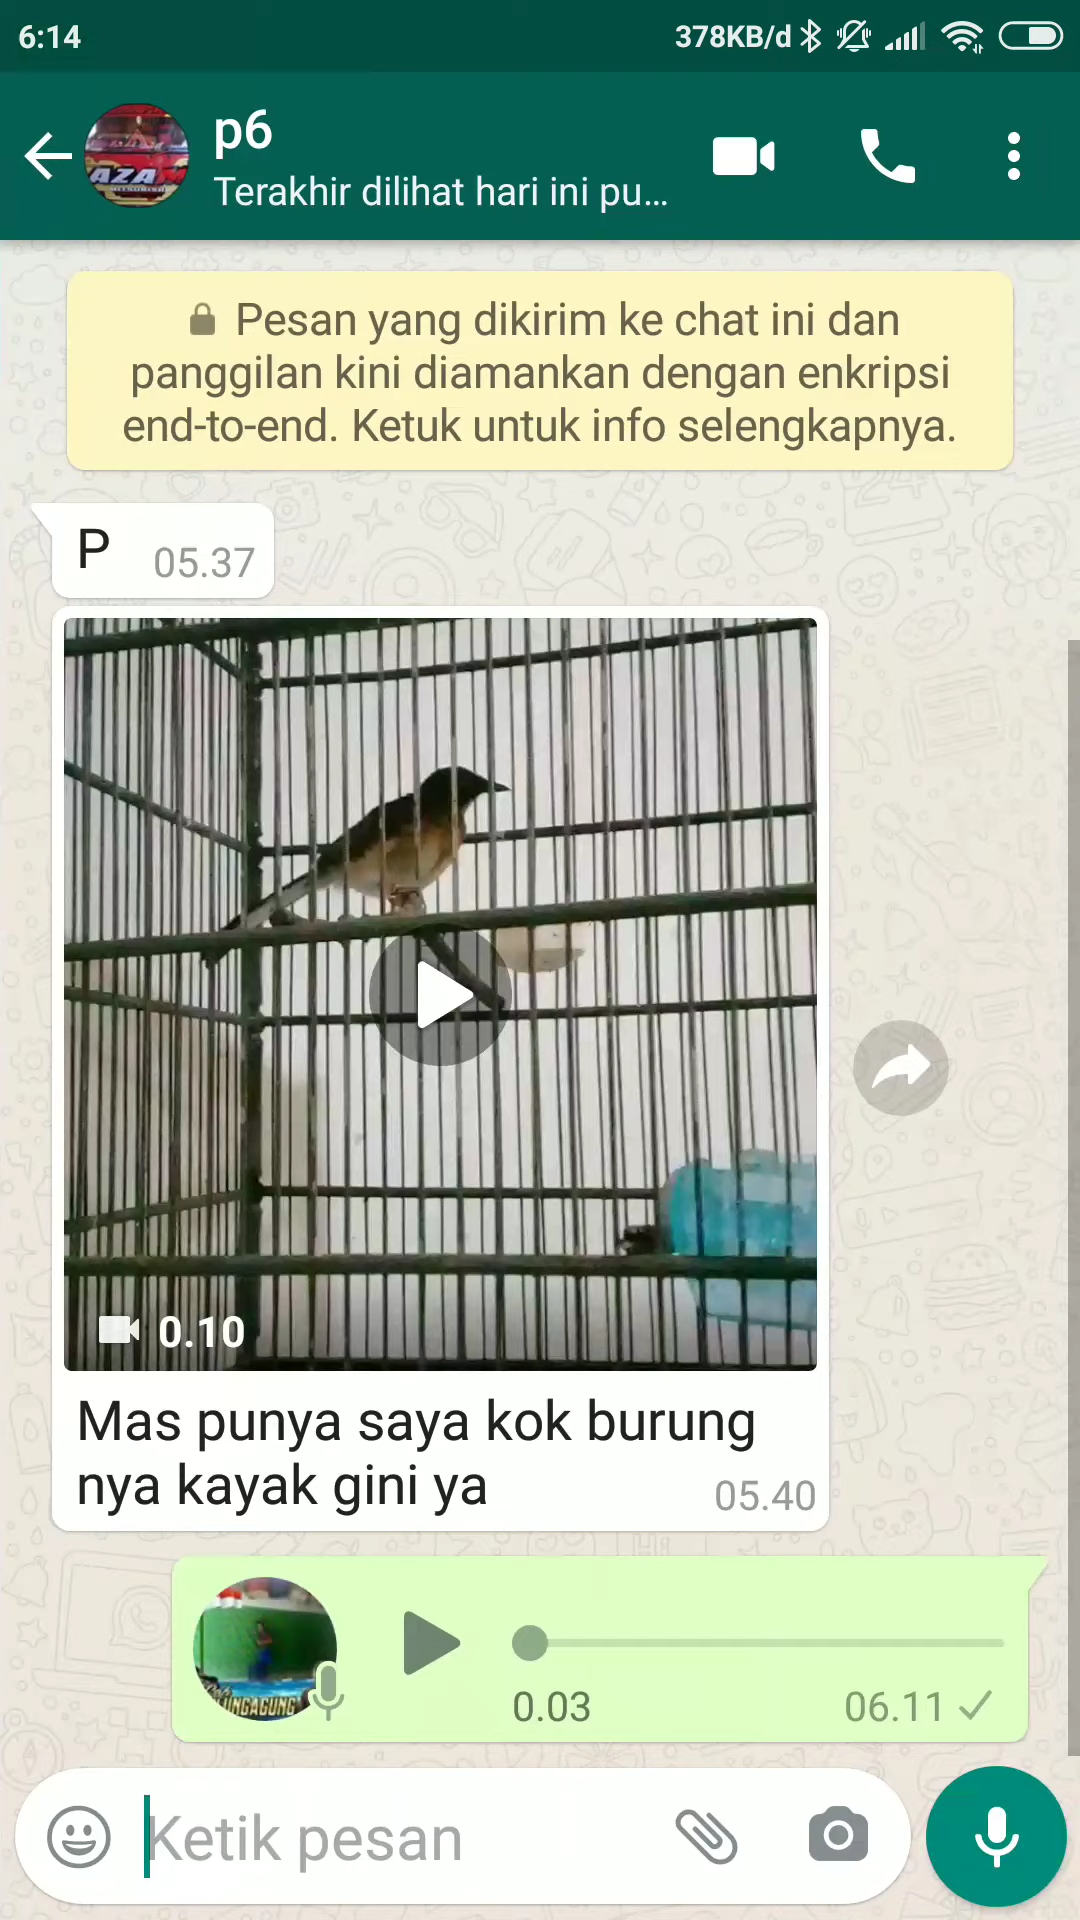 6:14
378KB/d
p6
Terakhir dilihat hari ini pu...
AZA
Pesan yang dikirim ke chat ini dan
panggilan kini diamankan dengan enkripsi
end-to-end. Ketuk untuk info selengkapnya.
P 05.37
0.10
Mas punya saya kok burung
nya kayak gini ya 05.40
0.03 06.11
Ketik pesan